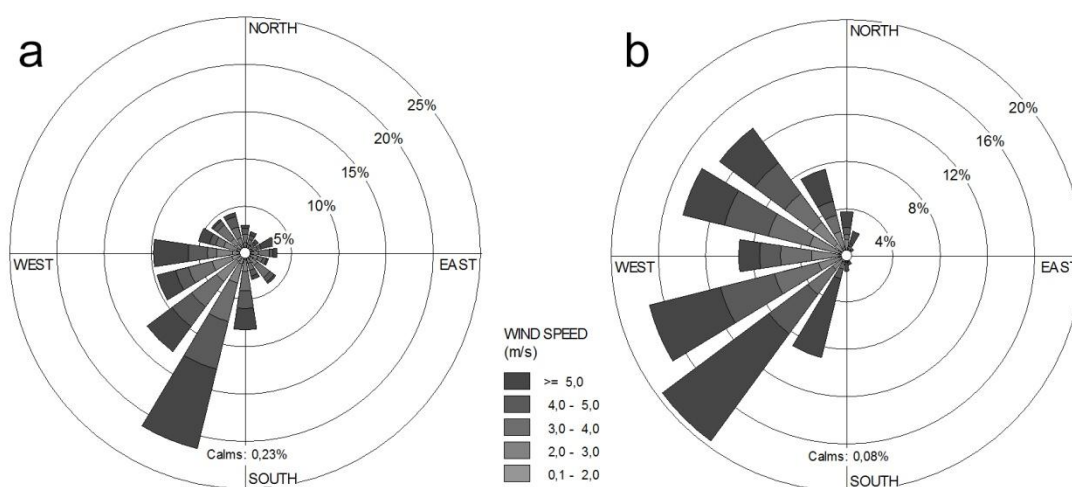 a
NORTH
25%
20%
15%
10%
5%
WEST
EAST
Calms: 0,23%
SOUTH
WIND SPEED
(m/s)
>= 5,0
4,0 - 5,0
3,0 - 4,0
2,0 - 3,0
0,1 - 2,0
b
NORTH
20%
16%
12%
8%
4%
WEST
EAST
Calms: 0,08%
SOUTH